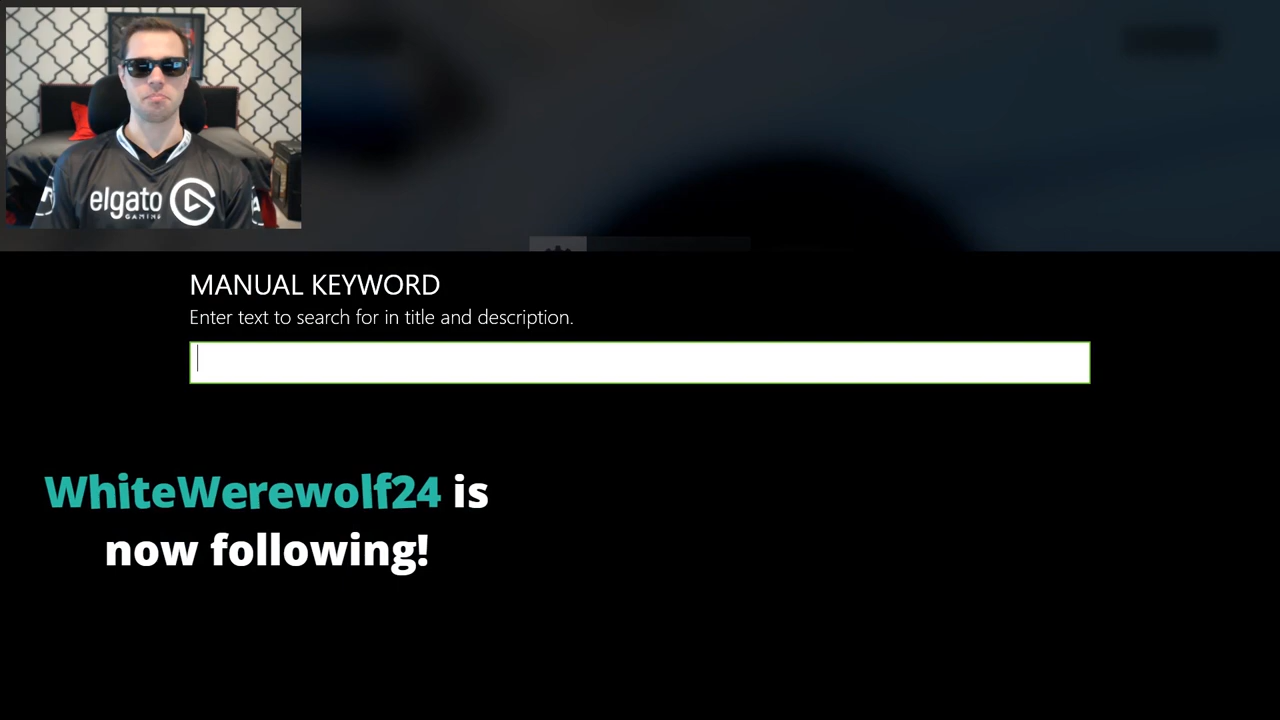 elgato
GAMING
MANUAL KEYWORD
Enter text to search for in title and description.
WhiteWerewolf24 is
now following!